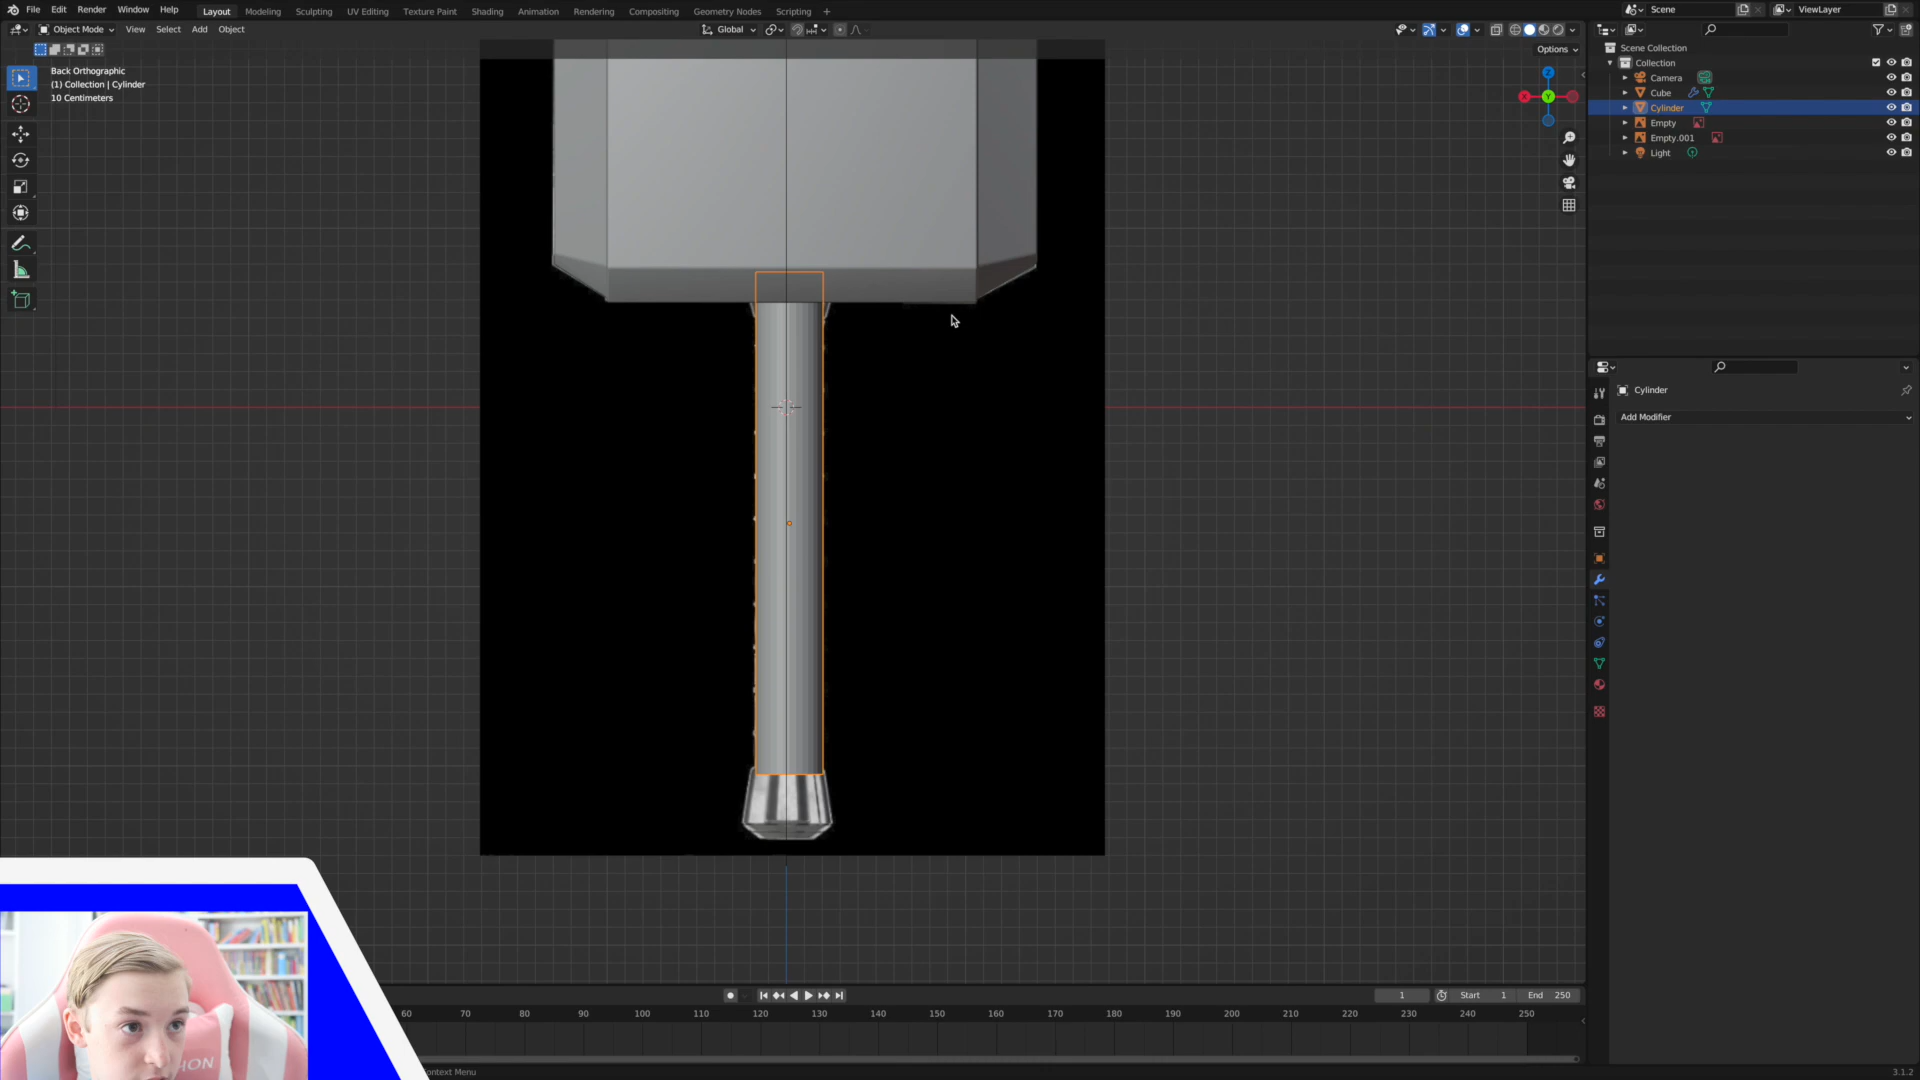 File Edit Render Window Help Layout Modeling Sculpting UV Editing Texture Paint Shading Animation Rendering Compositing Geometry Nodes Scripting + Scene ViewLayer
Object Mode View Select Add Object Global
Options
Back Orthographic
(1) Collection | Cylinder
10 Centimeters
Z
X
Y
Scene Collection
Collection
Camera
Cube
Cylinder
Empty
Empty.001
Light
Cylinder
Add Modifier
1 Start 1 End 250
60 70 80 90 100 110 120 130 140 150 160 170 180 190 200 210 220 230 240 250
ontext Menu
3.1.2
HON